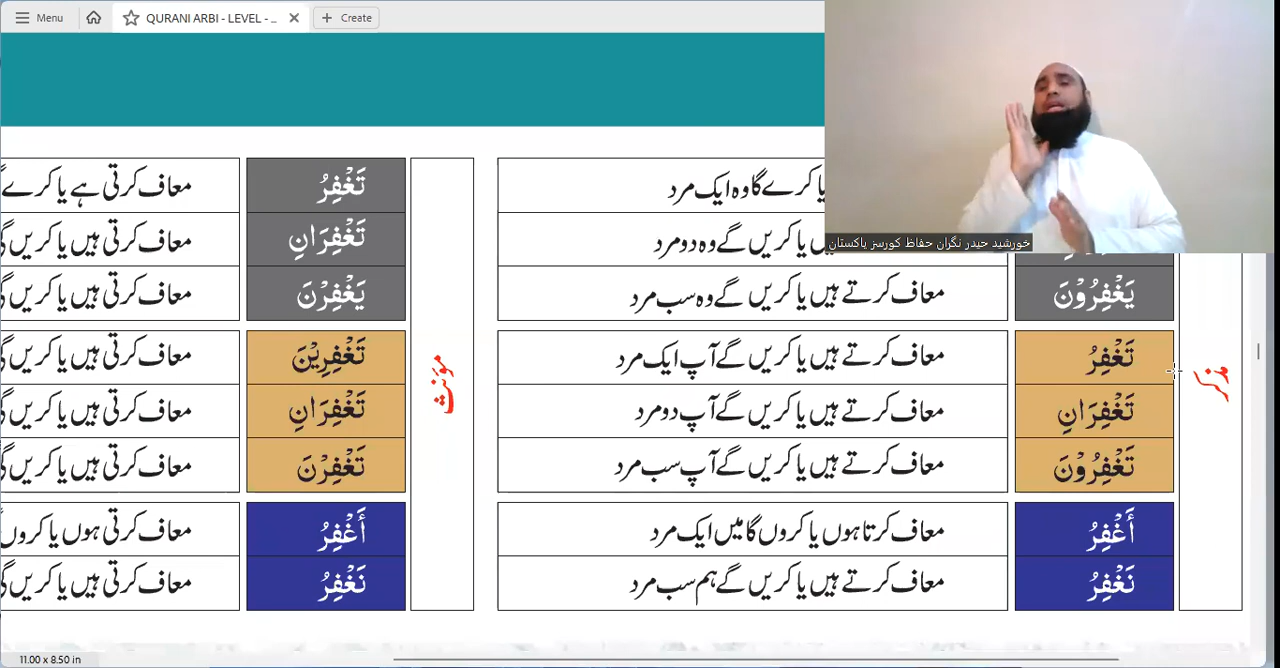 Menu
QURANI ARBI - LEVEL - ...
Create
خورشید حیدر نگران حفاظ کورسز پاکستان
یا کرے گا وہ ایک مرد
تَغْفِرُ
معاف کرتی ہے یا کرے
یا کریں گے وہ دو مرد
تَغْفِرَانِ
معاف کرتی ہیں یا کریں
يَغْفِرُوْنَ
معاف کرتے ہیں یا کریں گے وہ سب مرد
يَغْفِرْنَ
معاف کرتی ہیں یا کریں
مذکر
تَغْفِرُ
معاف کرتے ہیں یا کریں گے آپ ایک مرد
مؤنث
تَغْفِرِيْنَ
معاف کرتی ہیں یا کریں
تَغْفِرَانِ
معاف کرتے ہیں یا کریں گے آپ دو مرد
تَغْفِرَانِ
معاف کرتی ہیں یا کریں
تَغْفِرُوْنَ
معاف کرتے ہیں یا کریں گے آپ سب مرد
تَغْفِرْنَ
معاف کرتی ہیں یا کریں
أَغْفِرُ
معاف کرتا ہوں یا کروں گا میں ایک مرد
أَغْفِرُ
معاف کرتی ہوں یا کروں
نَغْفِرُ
معاف کرتے ہیں یا کریں گے ہم سب مرد
نَغْفِرُ
معاف کرتی ہیں یا کریں
11.00 x 8.50 in